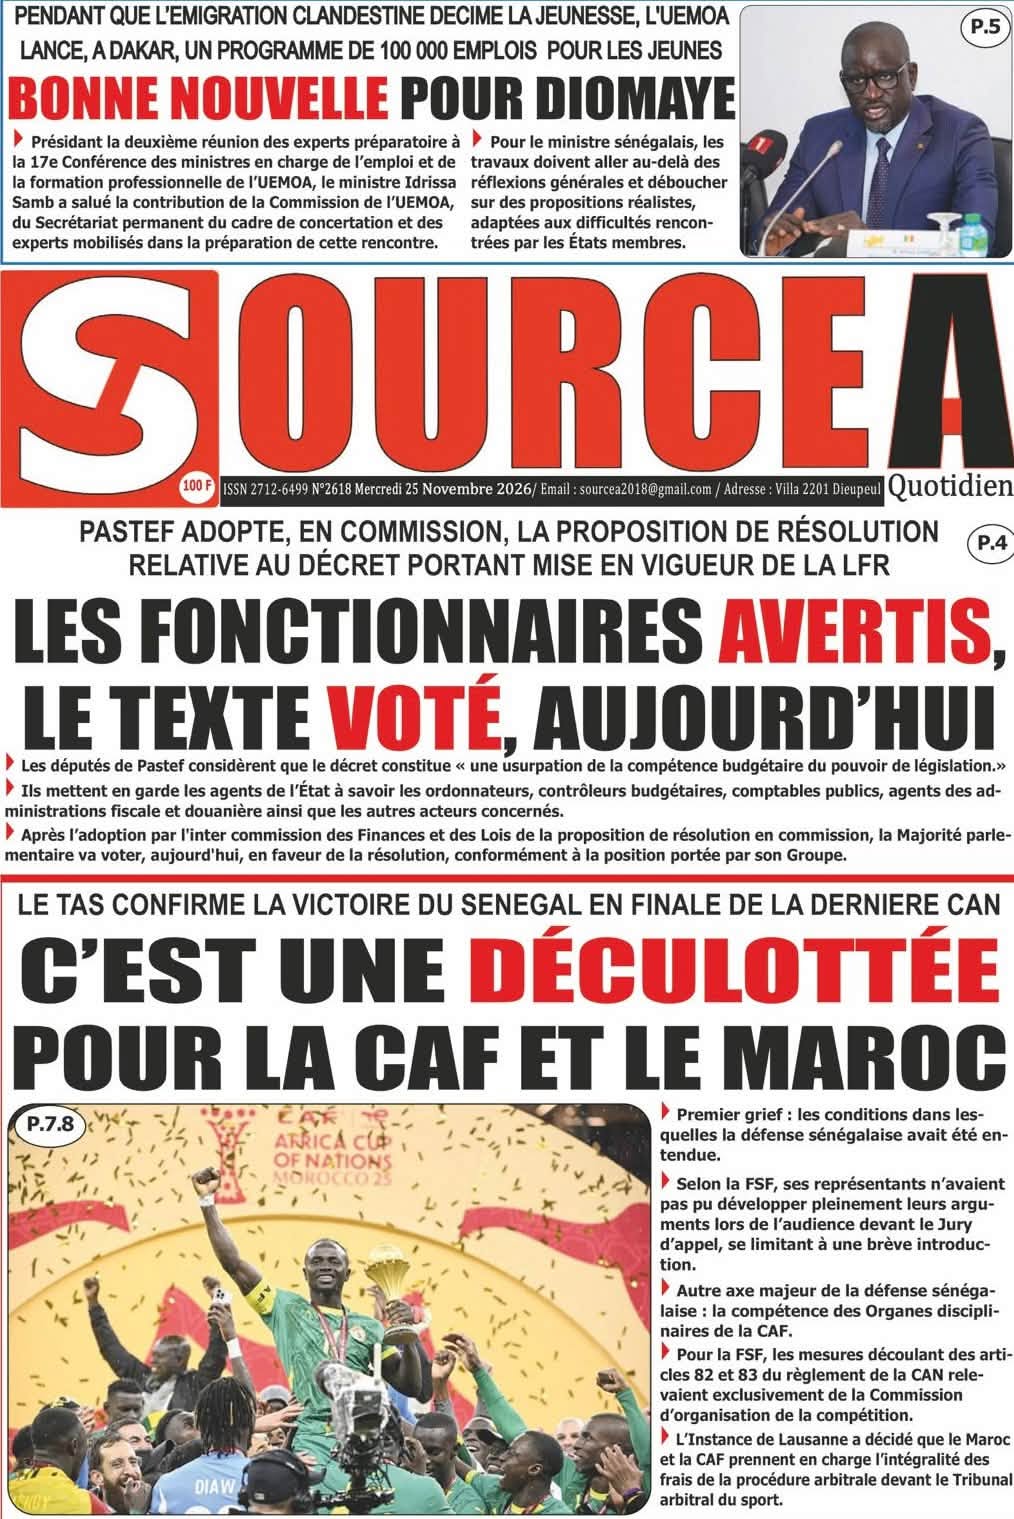 PENDANT QUE L'EMIGRATION CLANDESTINE DECIME LA JEUNESSE, L'UEMOA
LANCE, A DAKAR, UN PROGRAMME DE 100 000 EMPLOIS POUR LES JEUNES
BONNE NOUVELLE POUR DIOMAYE
Présidant la deuxième réunion des experts préparatoire à
la 17e Conférence des ministres en charge de l'emploi et de
la formation professionnelle de l'UEMOA, le ministre Idrissa
Samb a salué la contribution de la Commission de l'UEMOA,
du Secrétariat permanent du cadre de concertation et des
experts mobilisés dans la préparation de cette rencontre.
Pour le ministre sénégalais, les
travaux doivent aller au-delà des
réflexions générales et déboucher
sur des propositions réalistes,
adaptées aux difficultés rencon-
trées par les États membres.
P.5
1
SOURCEA
100 F
ISSN 2712-6499 N°2618 Mercredi 25 Novembre 2026/ Email : sourcea2018@gmail.com / Adresse : Villa 2201 Dieupeul
Quotidien
PASTEF ADOPTE, EN COMMISSION, LA PROPOSITION DE RÉSOLUTION
RELATIVE AU DÉCRET PORTANT MISE EN VIGUEUR DE LA LFR
P.4
LES FONCTIONNAIRES AVERTIS,
LE TEXTE VOTÉ, AUJOURD'HUI
Les députés de Pastef considèrent que le décret constitue « une usurpation de la compétence budgétaire du pouvoir de législation.»
Ils mettent en garde les agents de l'État à savoir les ordonnateurs, contrôleurs budgétaires, comptables publics, agents des ad-
ministrations fiscale et douanière ainsi que les autres acteurs concernés.
Après l'adoption par l'inter commission des Finances et des Lois de la proposition de résolution en commission, la Majorité parle-
mentaire va voter, aujourd'hui, en faveur de la résolution, conformément à la position portée par son Groupe.
LE TAS CONFIRME LA VICTOIRE DU SENEGAL EN FINALE DE LA DERNIERE CAN
C'EST UNE DÉCULOTTÉE
POUR LA CAF ET LE MAROC
P.7.8
CAF
AFRICA CUP
OF NATIONS
MOROCCO 25
DIAW
Premier grief : les conditions dans les-
quelles la défense sénégalaise avait été en-
tendue.
Selon la FSF, ses représentants n'avaient
pas pu développer pleinement leurs argu-
ments lors de l'audience devant le Jury
d'appel, se limitant à une brève introduc-
tion.
Autre axe majeur de la défense sénéga-
laise : la compétence des Organes discipli-
naires de la CAF.
Pour la FSF, les mesures découlant des arti-
cles 82 et 83 du règlement de la CAN rele-
vaient exclusivement de la Commission
d'organisation de la compétition.
L'Instance de Lausanne a décidé que le Maroc
et la CAF prennent en charge l'intégralité des
frais de la procédure arbitrale devant le Tribunal
arbitral du sport.